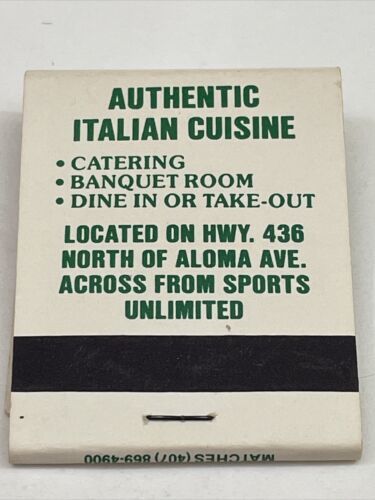 AUTHENTIC
ITALIAN CUISINE
• CATERING
• BANQUET ROOM
• DINE IN OR TAKE-OUT
LOCATED ON HWY. 436
NORTH OF ALOMA AVE.
ACROSS FROM SPORTS
UNLIMITED
MATCHES (407) 869-4900